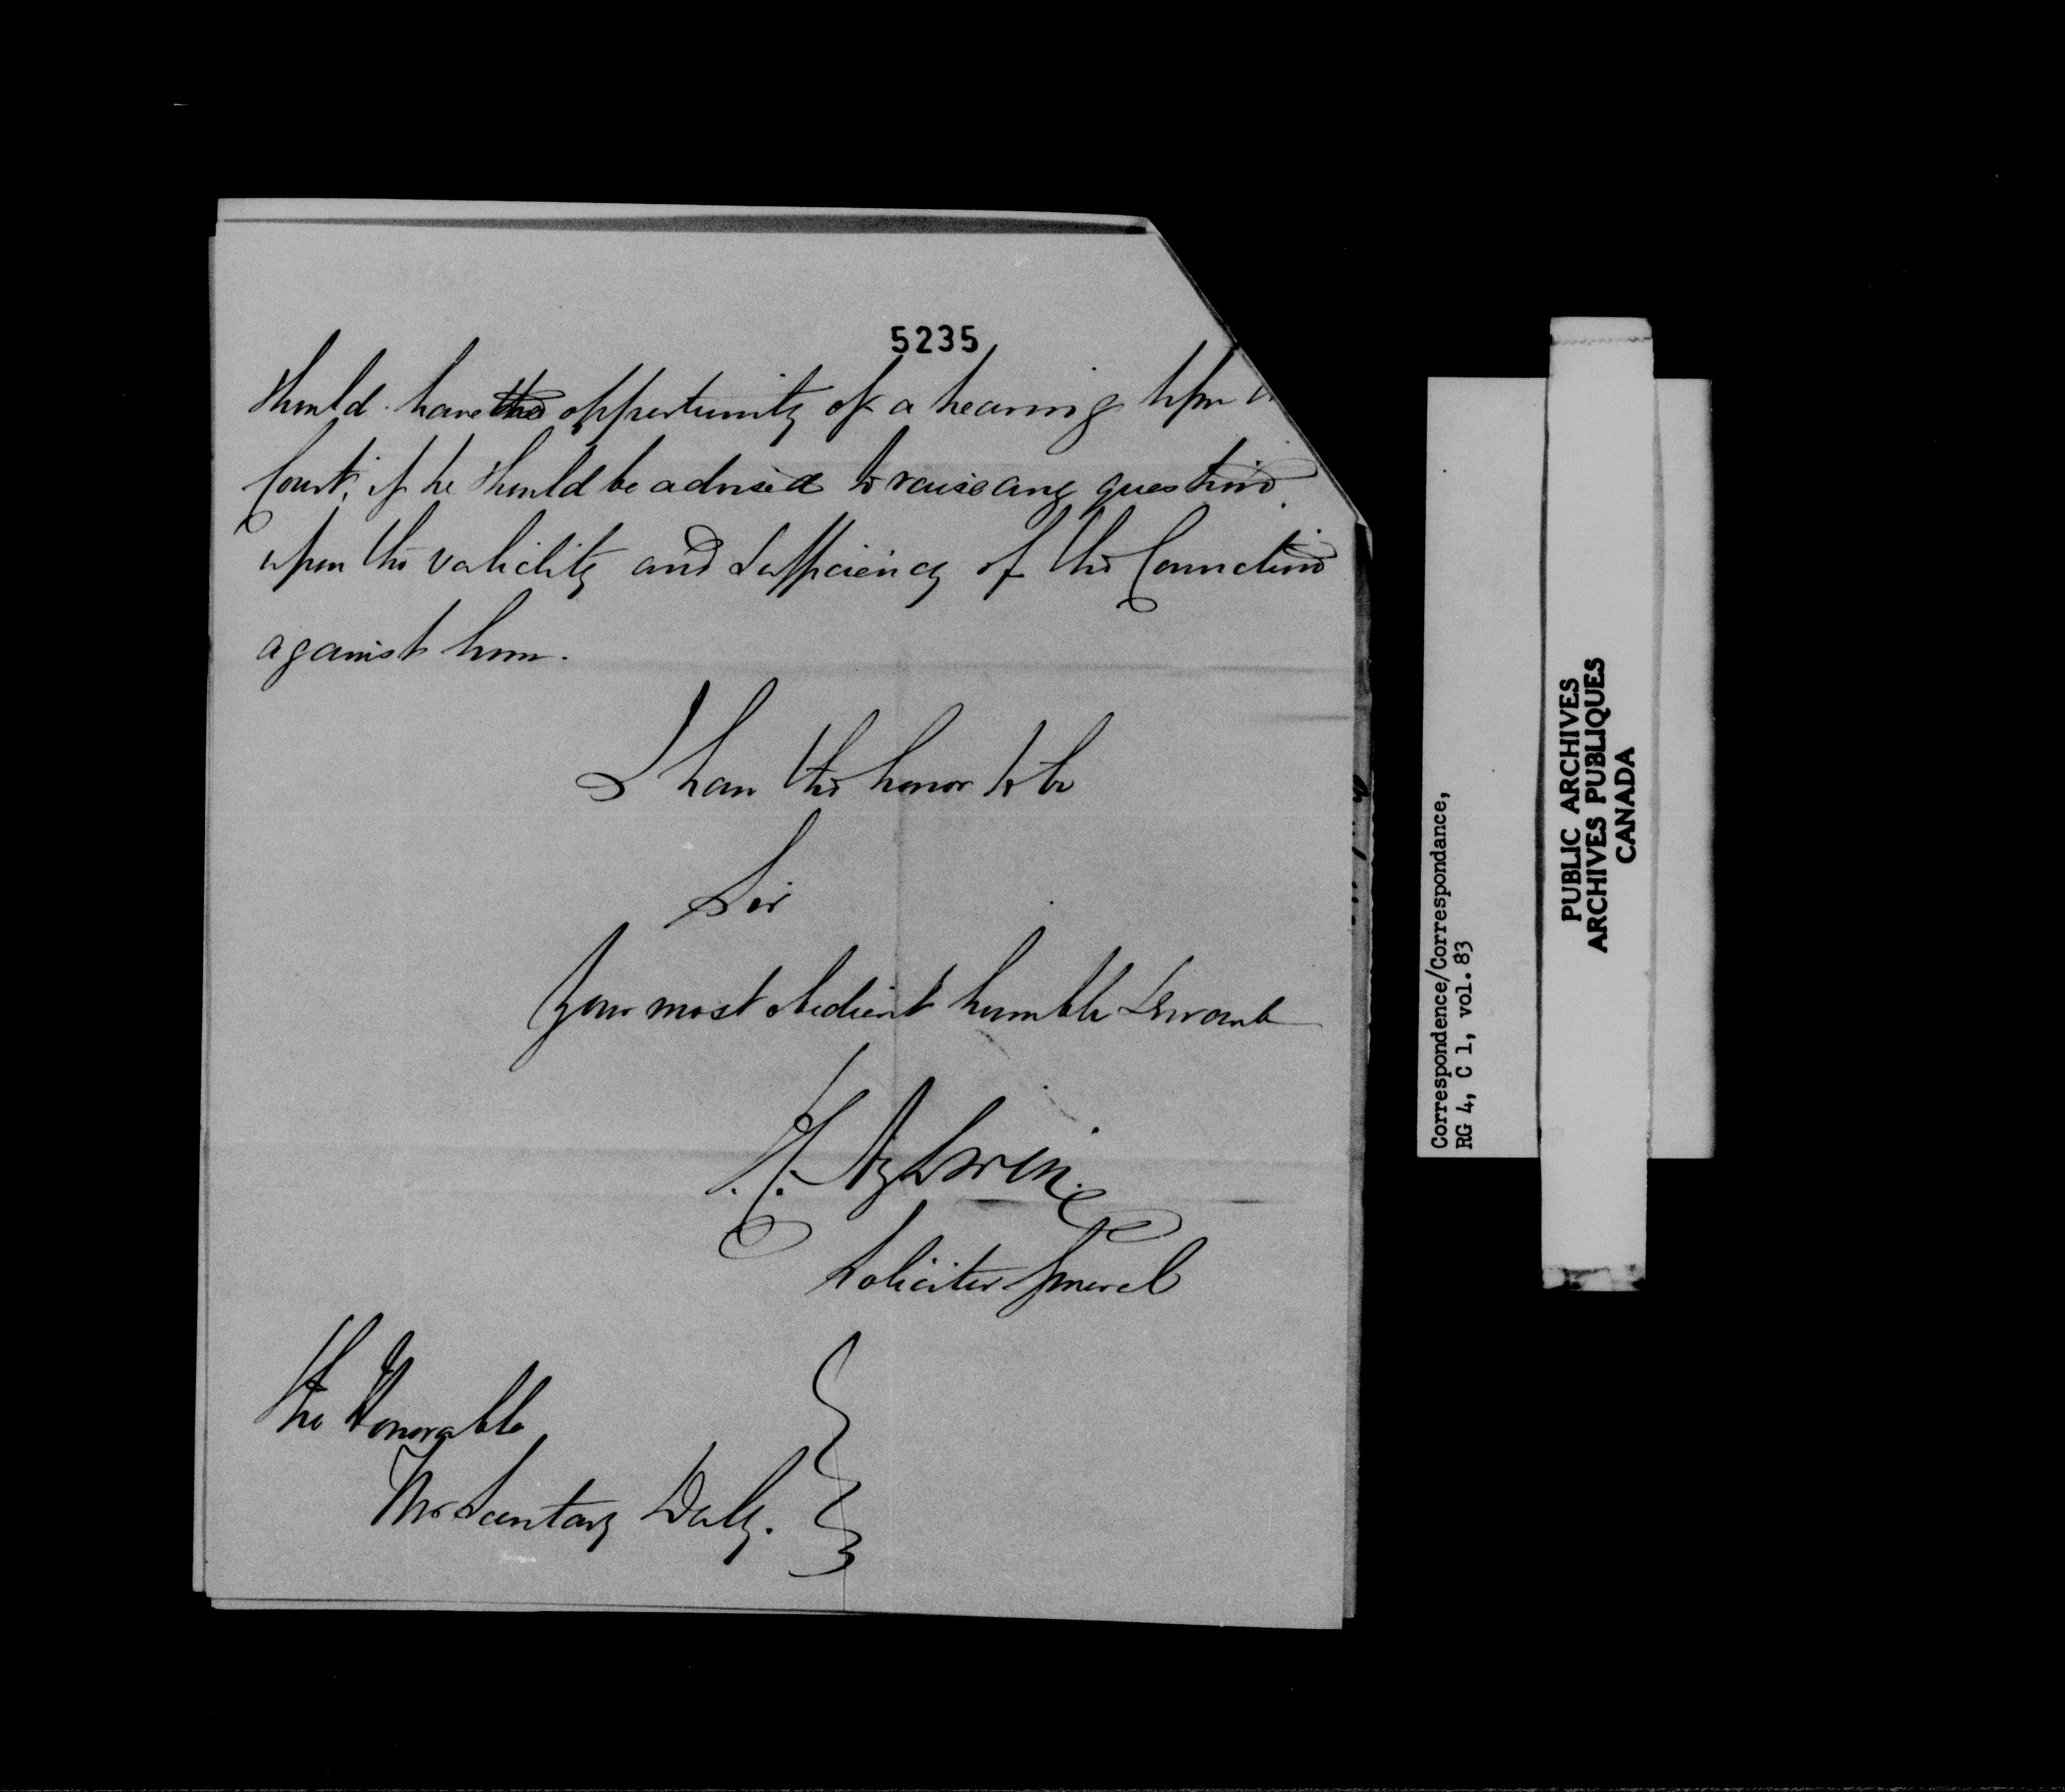 5235
should have the opportunity of a hearing
Court, if he should be advised to raise any question
upon the validity and sufficiency of the Conviction
against him.
I have the honor to be
Sir
Your most obedient humble Servant
T. C. Aylwin
Solicitor General
The Honorable
Mr Secretary Daly.
Correspondence/Correspondance,
RG 4, C 1, vol. 83
PUBLIC ARCHIVES
ARCHIVES PUBLIQUES
CANADA